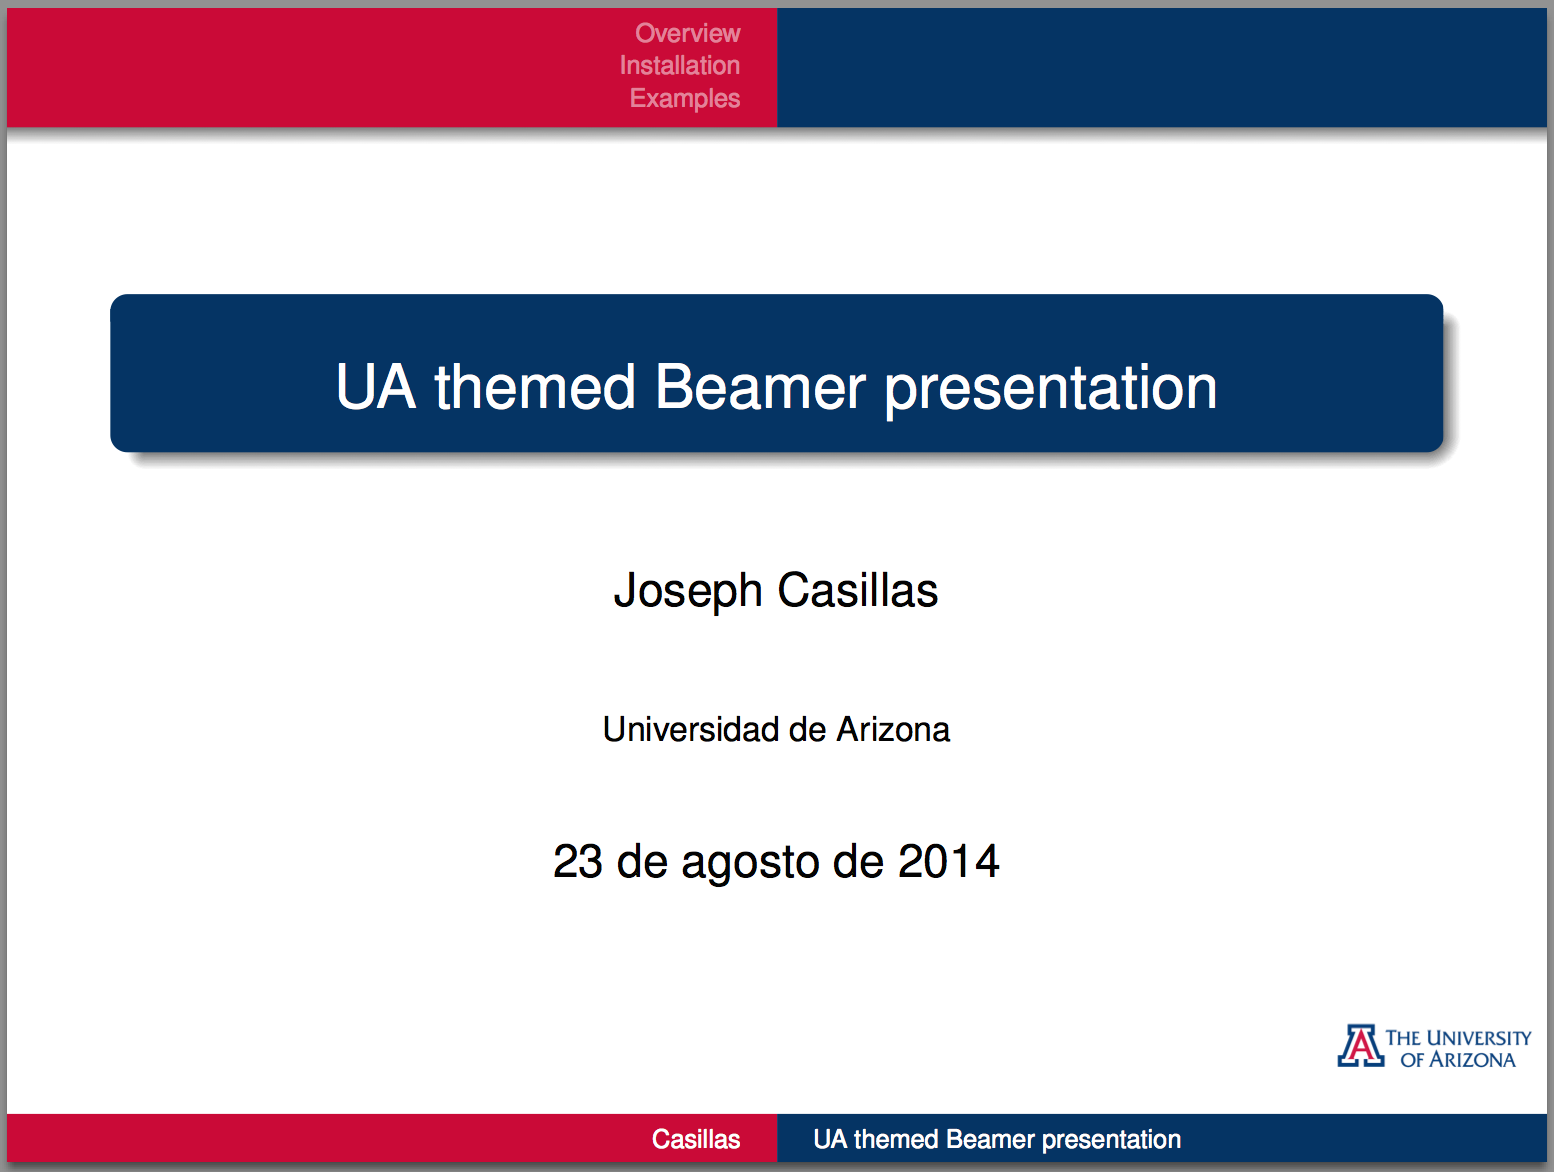 Overview
Installation
Examples
UA themed Beamer presentation
Joseph Casillas
Universidad de Arizona
23 de agosto de 2014
A THE UNIVERSITY
OF ARIZONA
Casillas UA themed Beamer presentation